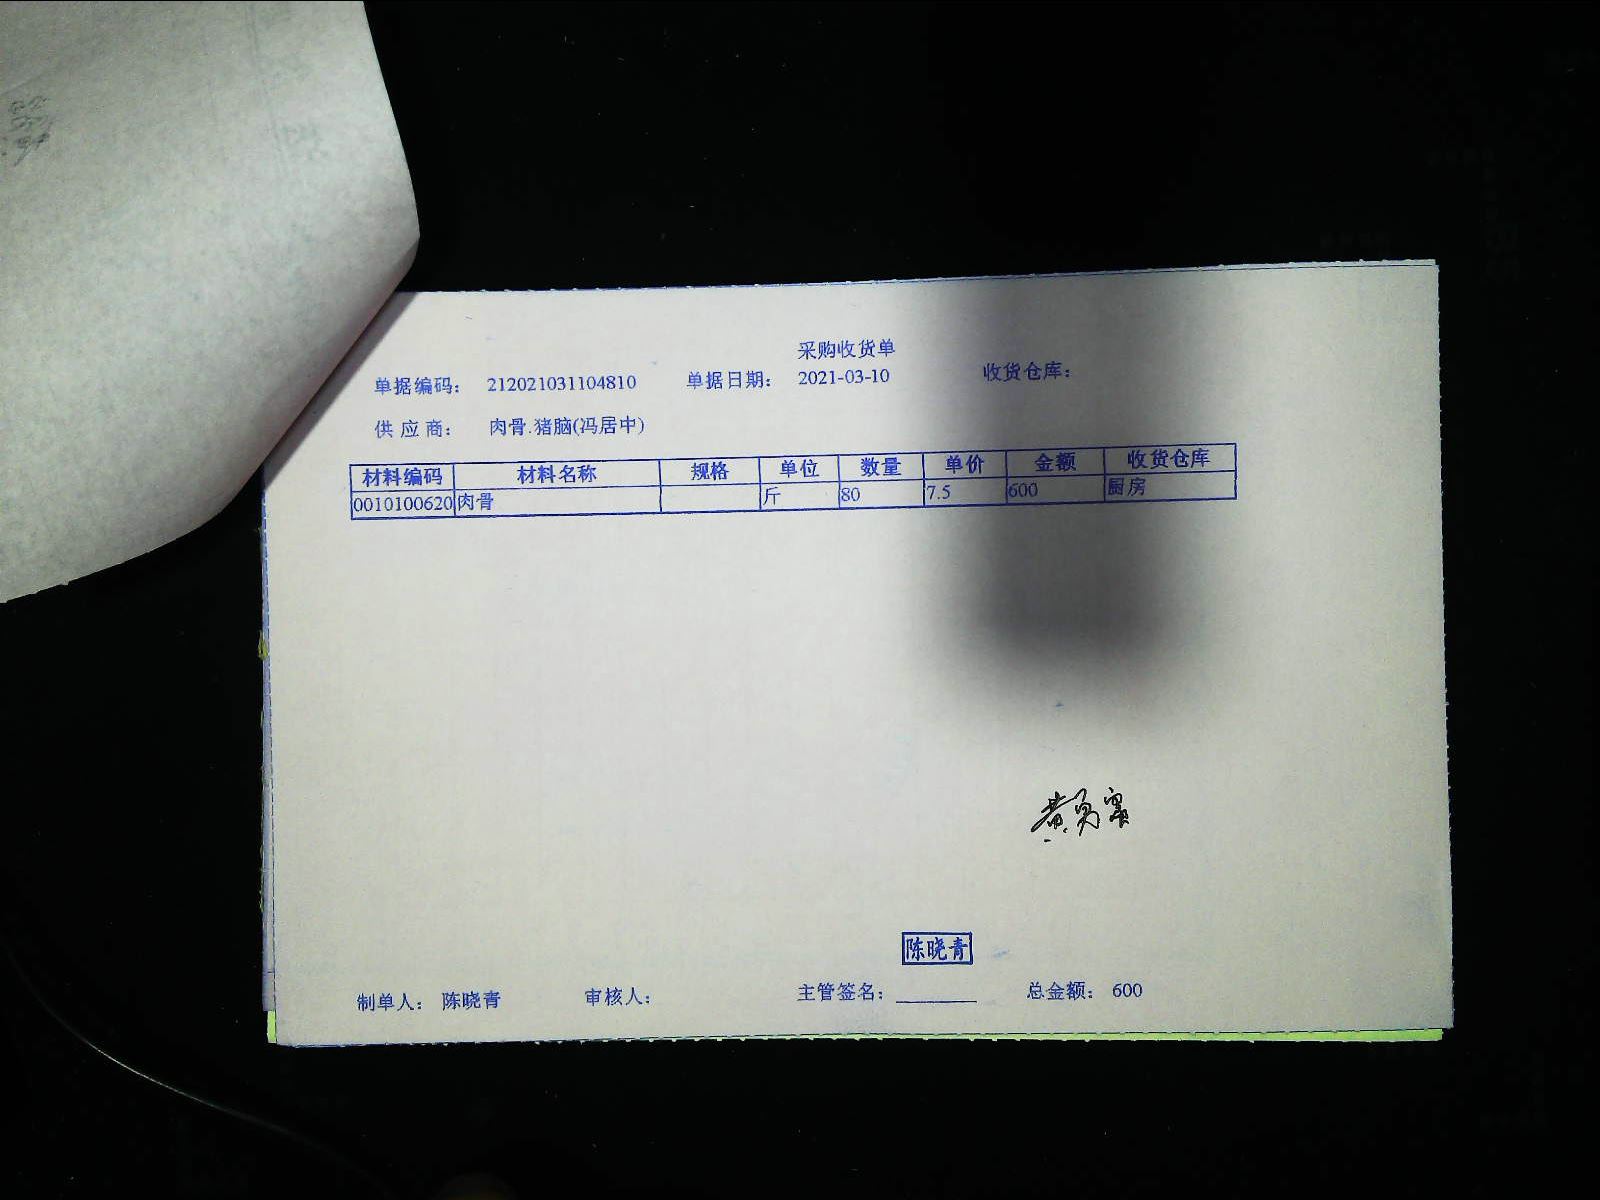 采购收货单
单据编码： 212021031104810 单据日期： 2021-03-10 收货仓库：
供 应 商： 肉骨.猪脑(冯居中)
材料编码 材料名称 规格 单位 数量 单价 金额 收货仓库
0010100620 肉骨 斤 80 7.5 600 厨房
陈晓青
制单人： 陈晓青 审核人： 主管签名： 总金额： 600